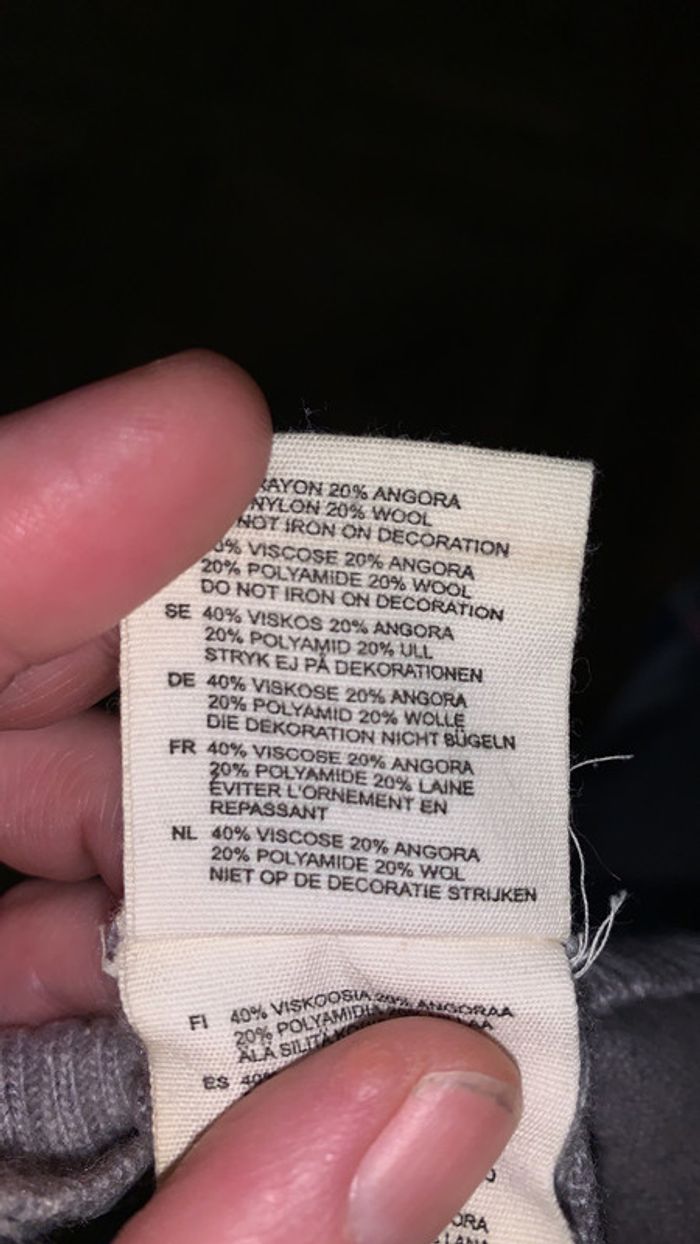 20% ANGORA
NYLON 20% WOOL
NOT IRON ON DECORATION
VISCOSE 20% ANGORA
20% POLYAMIDE 20% WOOL
DO NOT IRON ON DECORATION
SE 40% VISKOS 20% ANGORA
20% POLYAMID 20% ULL
STRYK EJ PÅ DEKORATIONEN
DE 40% VISKOSE 20% ANGORA
20% POLYAMID 20% WOLLE
DIE DEKORATION NICHT BÜGELN
FR 40% VISCOSE 20% ANGORA
20% POLYAMIDE 20% LAINE
ÉVITER L'ORNEMENT EN
REPASSANT
NL 40% VISCOSE 20% ANGORA
20% POLYAMIDE 20% WOL
NIET OP DE DECORATIE STRIJKEN
FI 40% VISKOOSIA 20% ANGORAA
20%
ÄLÄ SILITÄ
ES